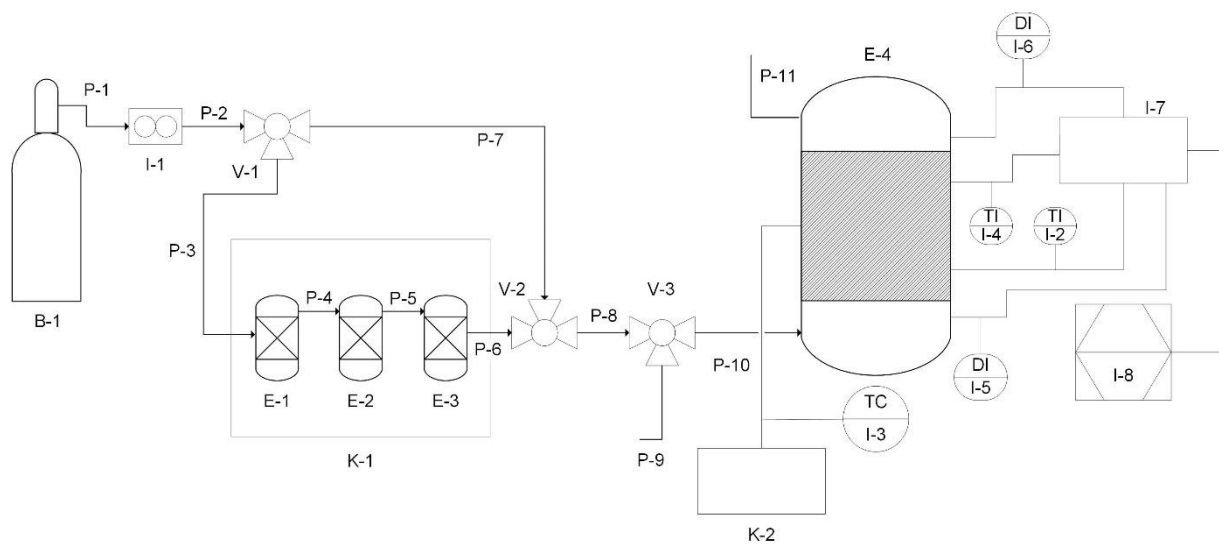 DI
I-6
E-4
P-11
P-1
P-2
I-1
V-1
P-7
I-7
TI
I-4
TI
I-2
P-3
P-4
P-5
V-2
P-8
V-3
B-1
P-6
P-10
E-1
E-2
E-3
DI
I-5
I-8
TC
I-3
K-1
P-9
K-2